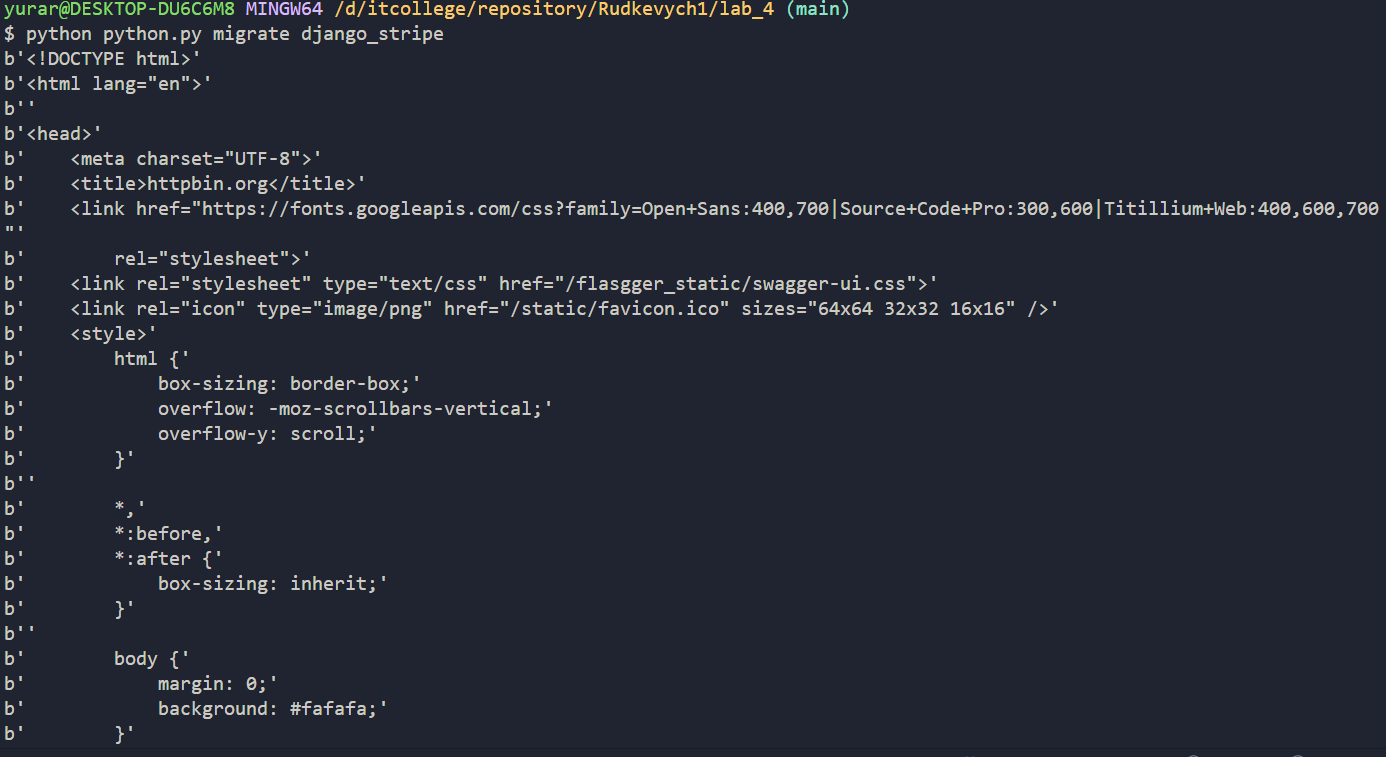 yurar@DESKTOP-DU6C6M8 MINGW64 /d/itcollege/repository/Rudkevych1/lab_4 (main)
$ python python.py migrate django_stripe
b'<!DOCTYPE html>'
b'<html lang="en">'
b''
b'<head>'
b'    <meta charset="UTF-8">'
b'    <title>httpbin.org</title>'
b'    <link href="https://fonts.googleapis.com/css?family=Open+Sans:400,700|Source+Code+Pro:300,600|Titillium+Web:400,600,700
"'
b'        rel="stylesheet">'
b'    <link rel="stylesheet" type="text/css" href="/flasgger_static/swagger-ui.css">'
b'    <link rel="icon" type="image/png" href="/static/favicon.ico" sizes="64x64 32x32 16x16" />'
b'    <style>'
b'        html {'
b'            box-sizing: border-box;'
b'            overflow: -moz-scrollbars-vertical;'
b'            overflow-y: scroll;'
b'        }'
b''
b'        *,'
b'        *:before,'
b'        *:after {'
b'            box-sizing: inherit;'
b'        }'
b''
b'        body {'
b'            margin: 0;'
b'            background: #fafafa;'
b'        }'